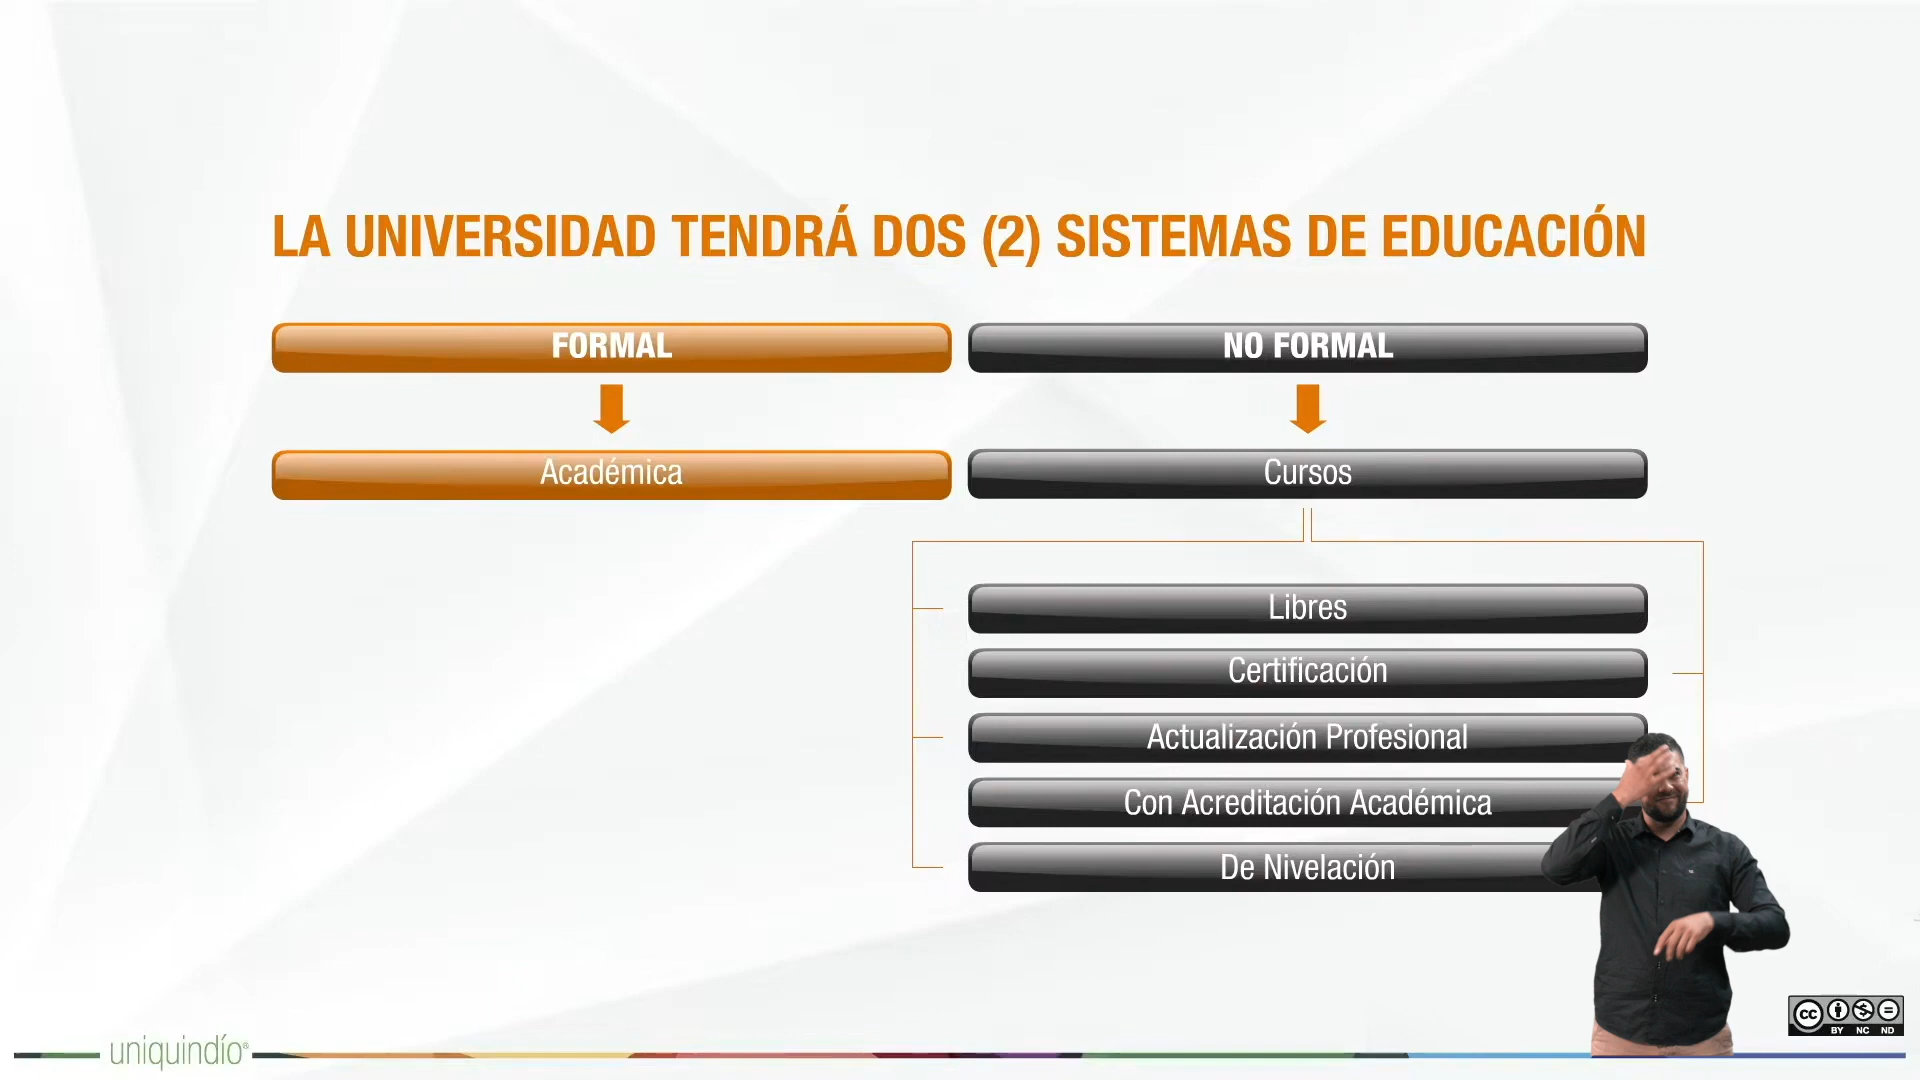 LA UNIVERSIDAD TENDRÁ DOS (2) SISTEMAS DE EDUCACIÓN
FORMAL
NO FORMAL
Académica
Cursos
Libres
Certificación
Actualización Profesional
Con Acreditación Académica
De Nivelación
uniquindío®
cc
BY NC ND